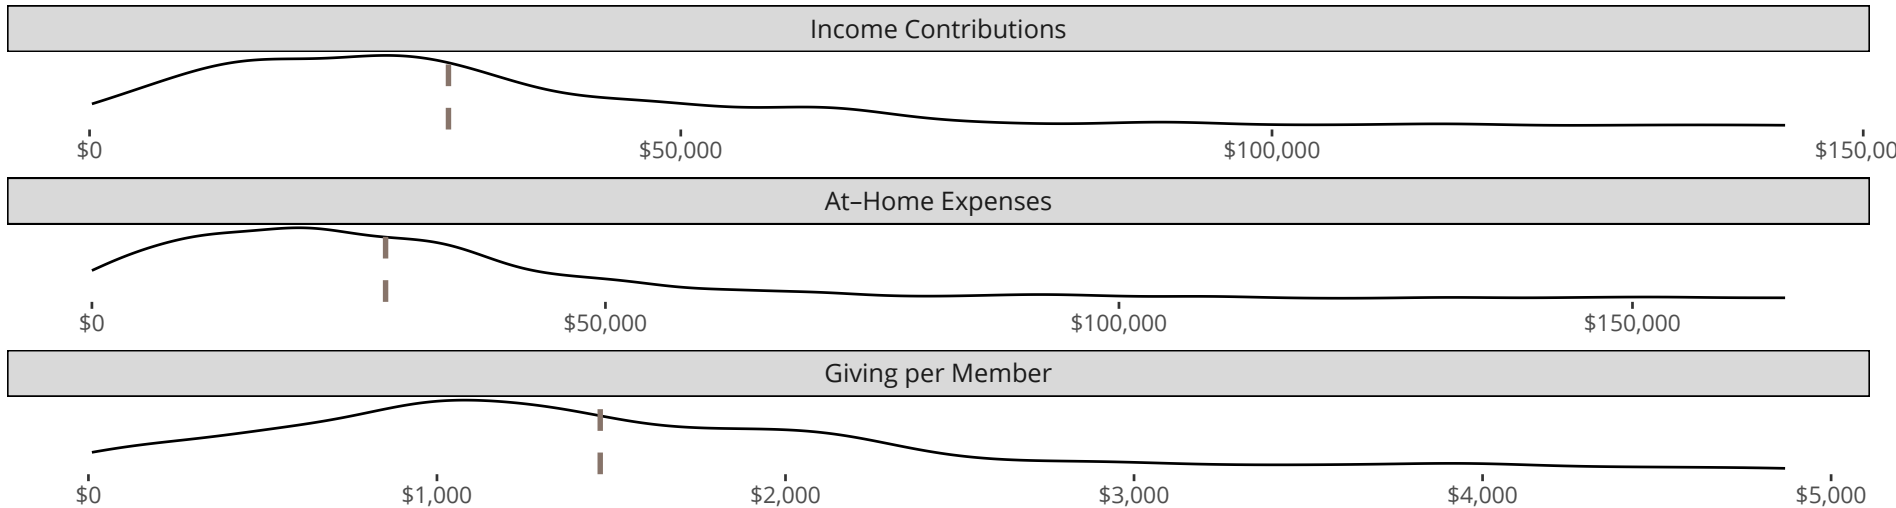 Income Contributions
$0 $50,000 $100,000 $150,00
At–Home Expenses
$0 $50,000 $100,000 $150,000
Giving per Member
$0 $1,000 $2,000 $3,000 $4,000 $5,000